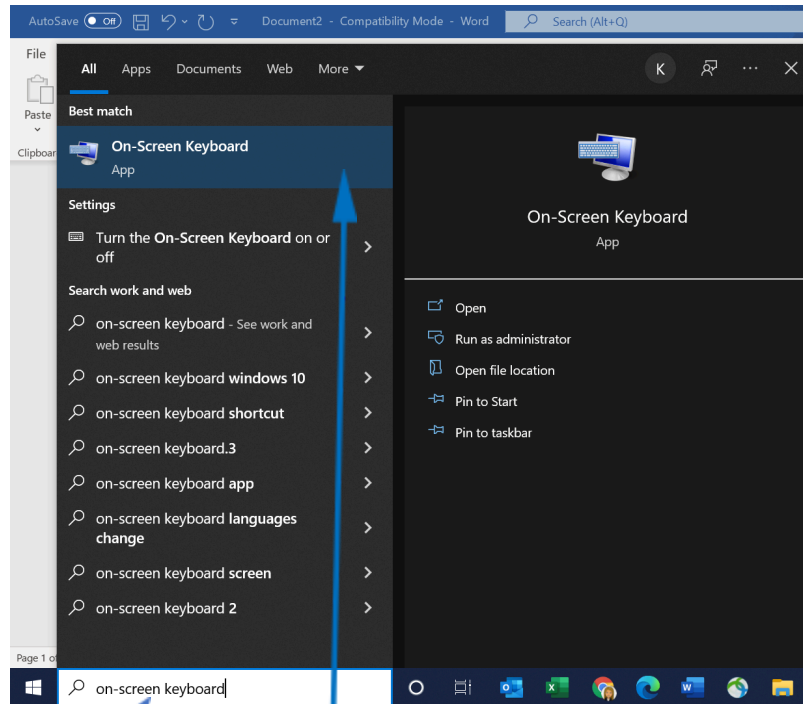 AutoSave Off Document2 - Compatibility Mode - Word Search (Alt+Q)
File
Paste
Clipboar
Page 1 of
All Apps Documents Web More
K
Best match
On-Screen Keyboard
App
Settings
Turn the On-Screen Keyboard on or
off
Search work and web
on-screen keyboard - See work and
web results
on-screen keyboard windows 10
on-screen keyboard shortcut
on-screen keyboard.3
on-screen keyboard app
on-screen keyboard languages
change
on-screen keyboard screen
on-screen keyboard 2
On-Screen Keyboard
App
Open
Run as administrator
Open file location
Pin to Start
Pin to taskbar
on-screen keyboard